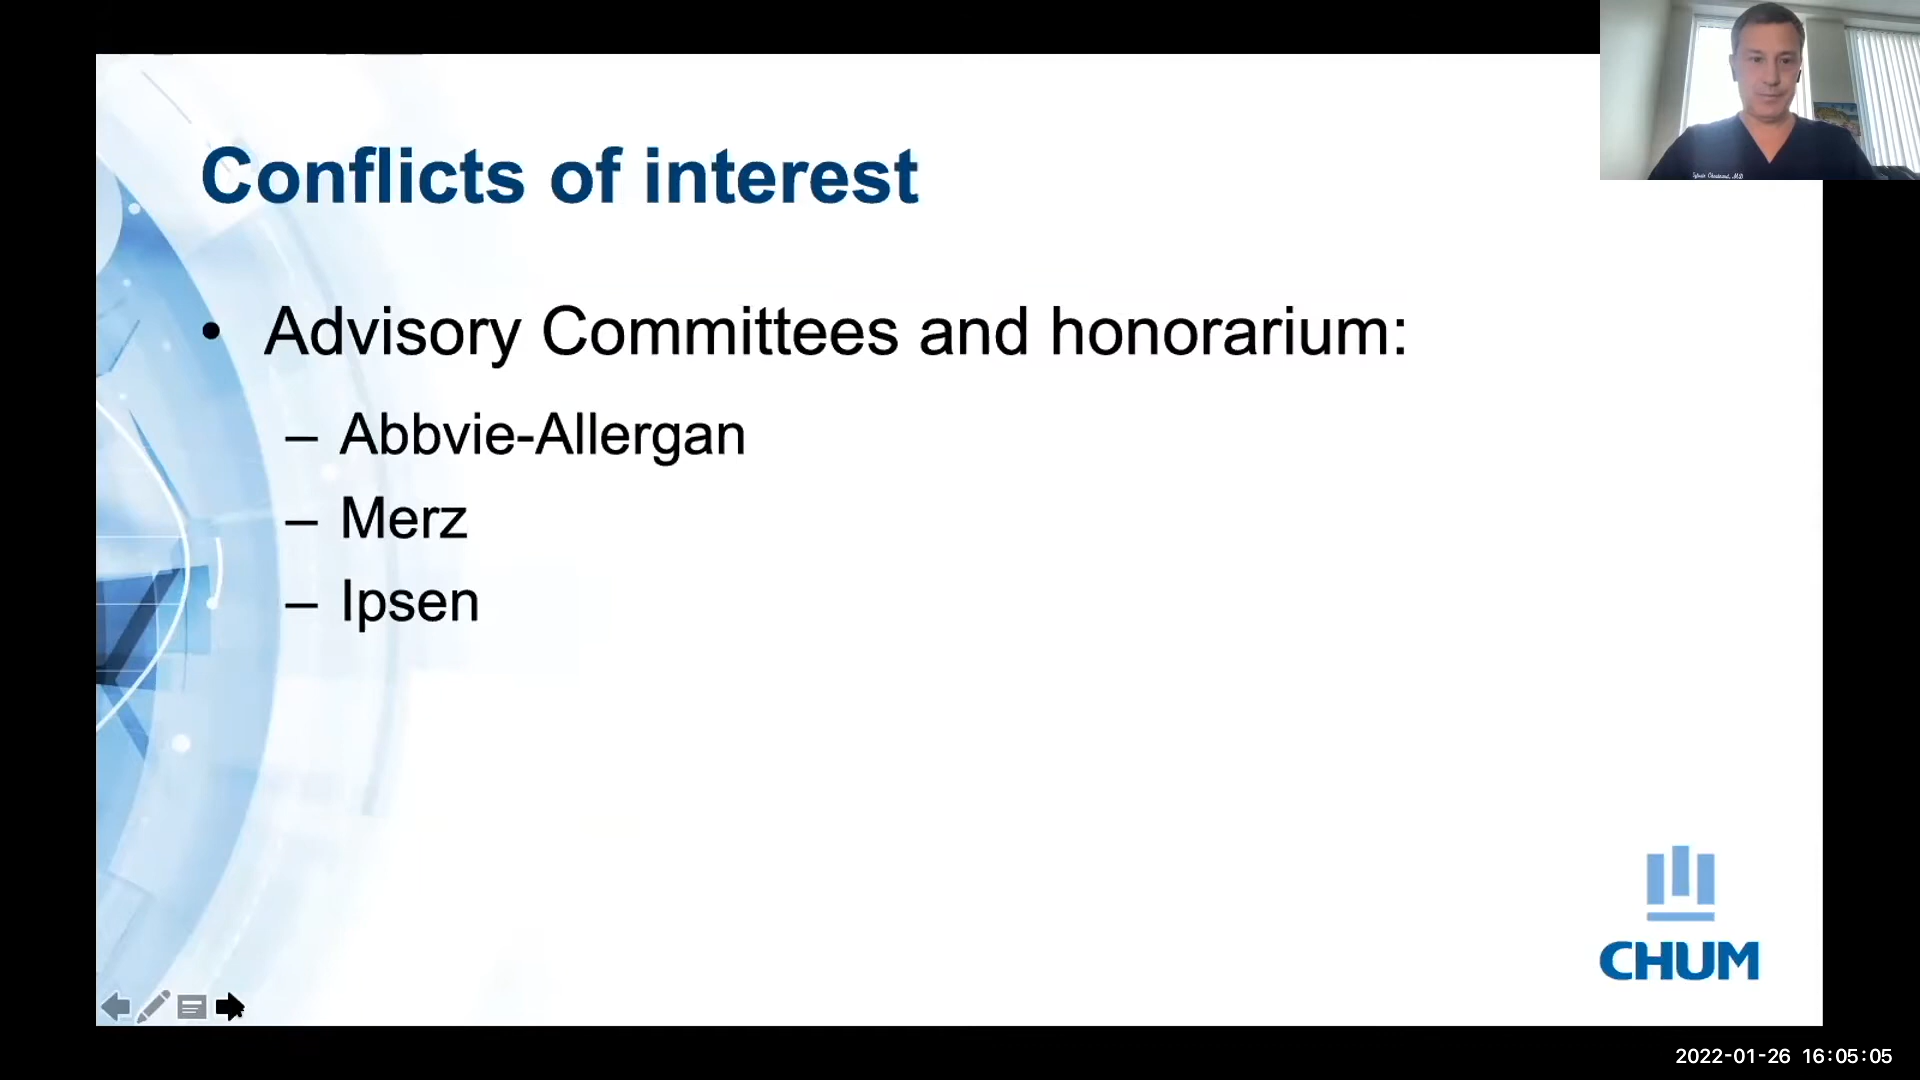 Conflicts of interest
• Advisory Committees and honorarium:
– Abbvie-Allergan
– Merz
– Ipsen
CHUM
2022-01-26 16:05:05